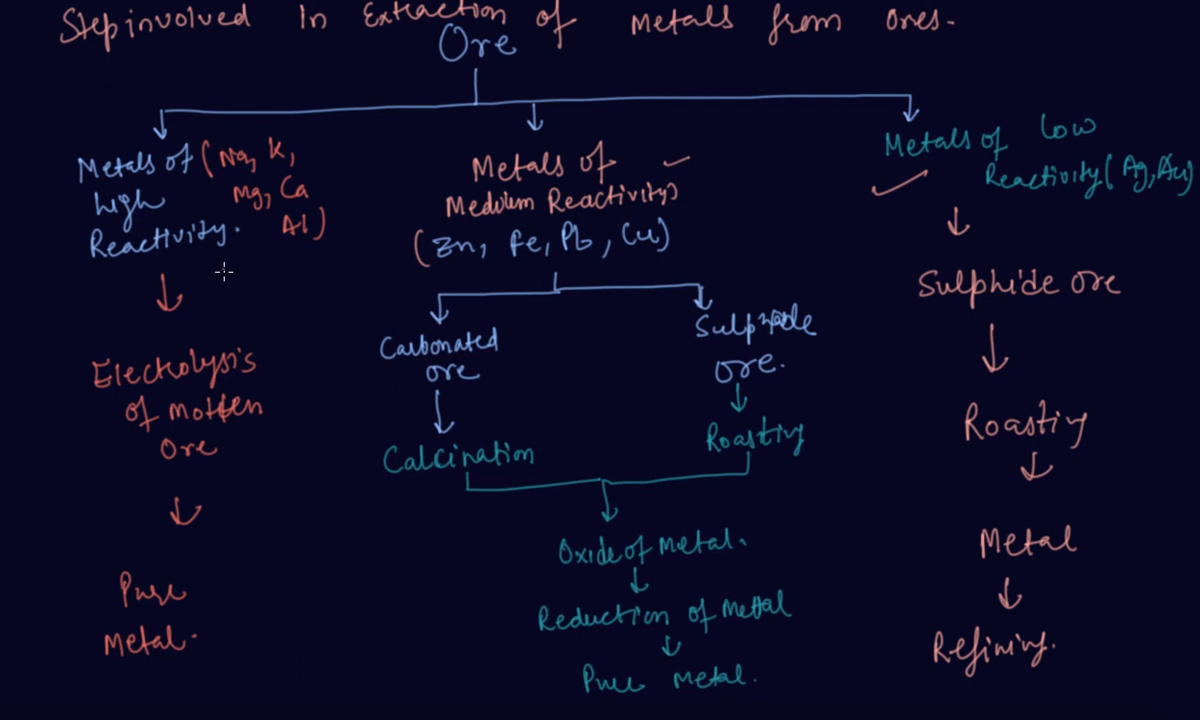 Step involved In Extraction of Metals from ores.
Ore
Metals of (Na, K,
high Mg, Ca
Reactivity. Al)
Electrolysis
of Molten
Ore
Pure
Metal.
Metals of
Medium Reactivity
(Zn, Fe, Pb, Cu)
Carbonated
ore
Calcination
Sulphide
ore.
Roasting
Oxide of Metal.
Reduction of Metal
Pure Metal.
Metals of Low
Reactivity (Ag, Au)
Sulphide ore
Roasting
Metal
Refining.